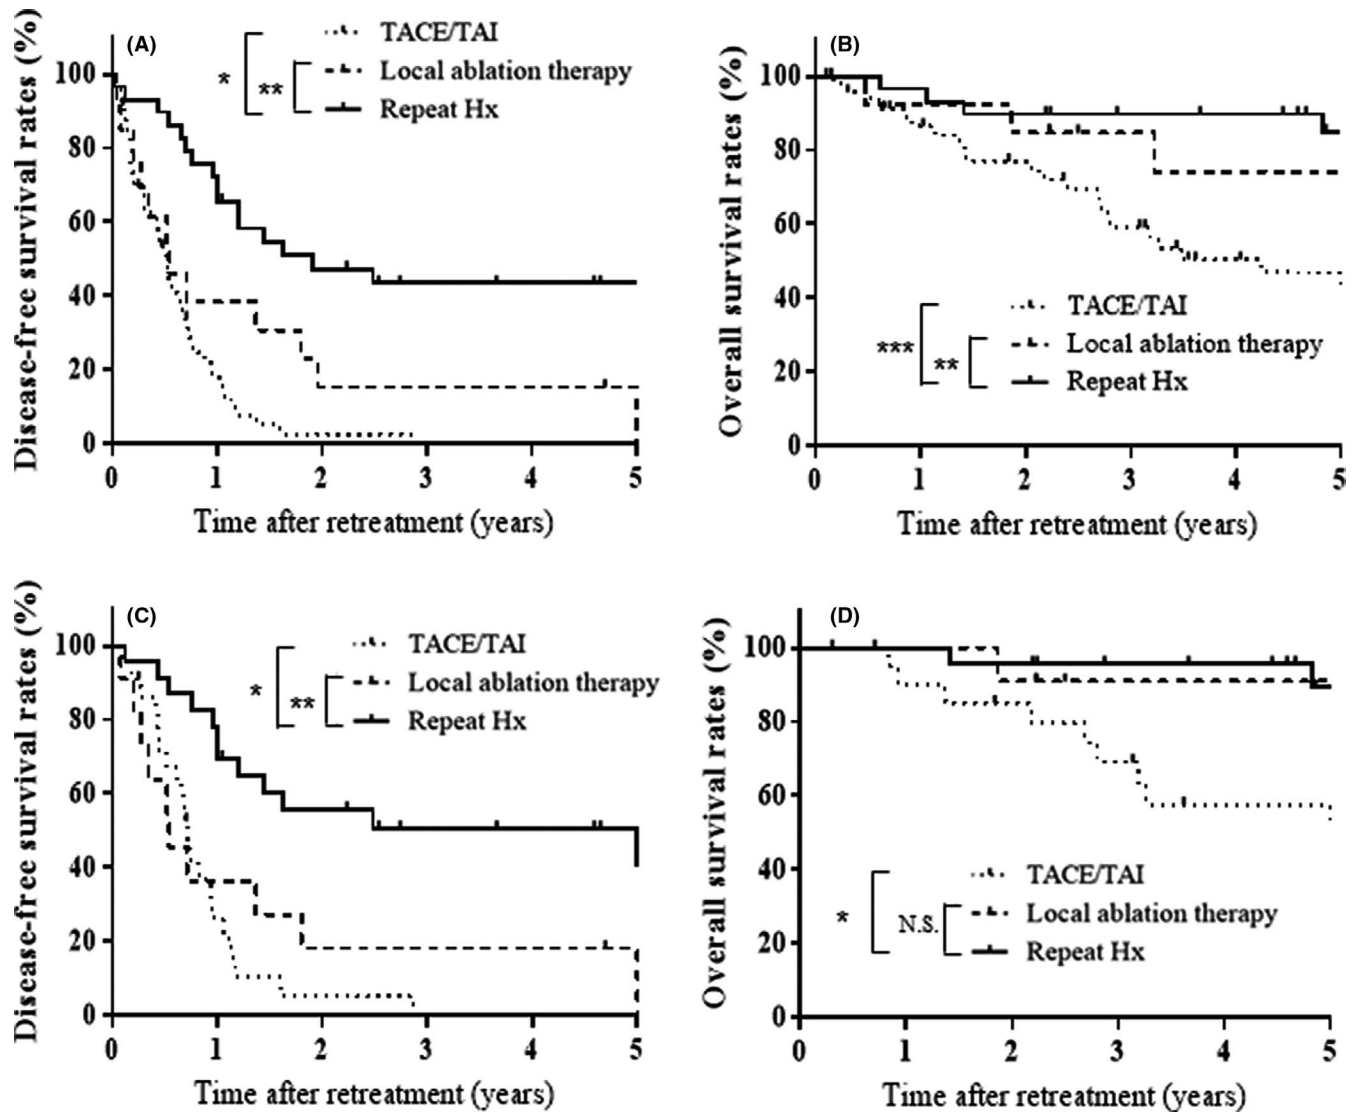 (A)
Disease-free survival rates (%)
100
80
60
40
20
0
0 1 2 3 4 5
Time after retreatment (years)
TACE/TAI
Local ablation therapy
Repeat Hx
*
**
(B)
Overall survival rates (%)
100
80
60
40
20
0
0 1 2 3 4 5
Time after retreatment (years)
TACE/TAI
Local ablation therapy
Repeat Hx
***
**
(C)
Disease-free survival rates (%)
100
80
60
40
20
0
0 1 2 3 4 5
Time after retreatment (years)
TACE/TAI
Local ablation therapy
Repeat Hx
*
**
(D)
Overall survival rates (%)
100
80
60
40
20
0
0 1 2 3 4 5
Time after retreatment (years)
TACE/TAI
Local ablation therapy
Repeat Hx
*
N.S.